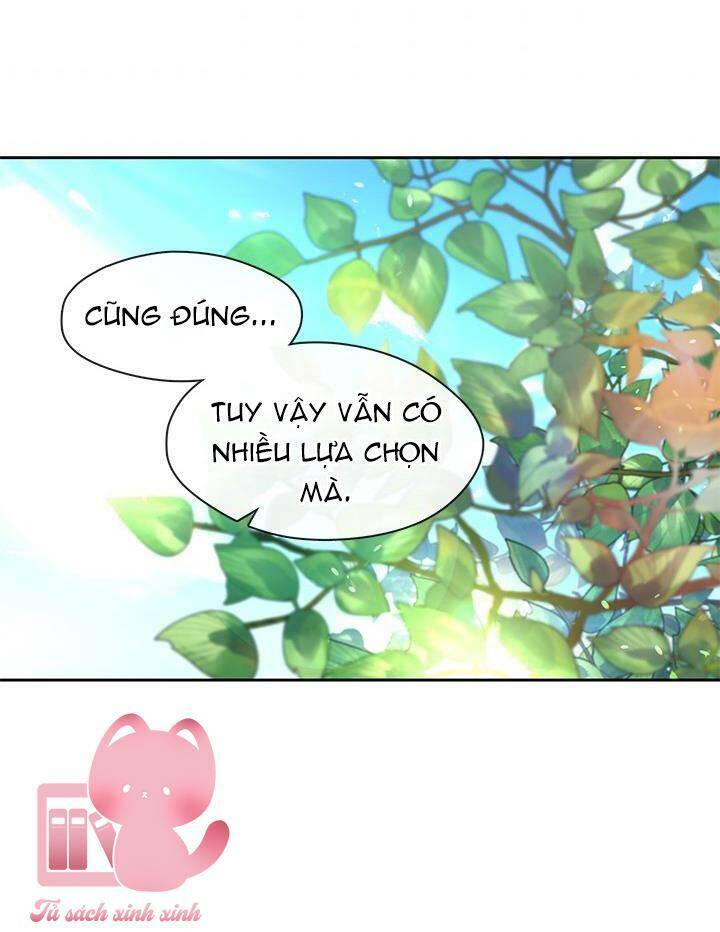 CŨNG ĐÚNG...
TUY VẬY VẪN CÓ
NHIỀU LỰA CHỌN
MÀ.
Tủ sách xinh xinh